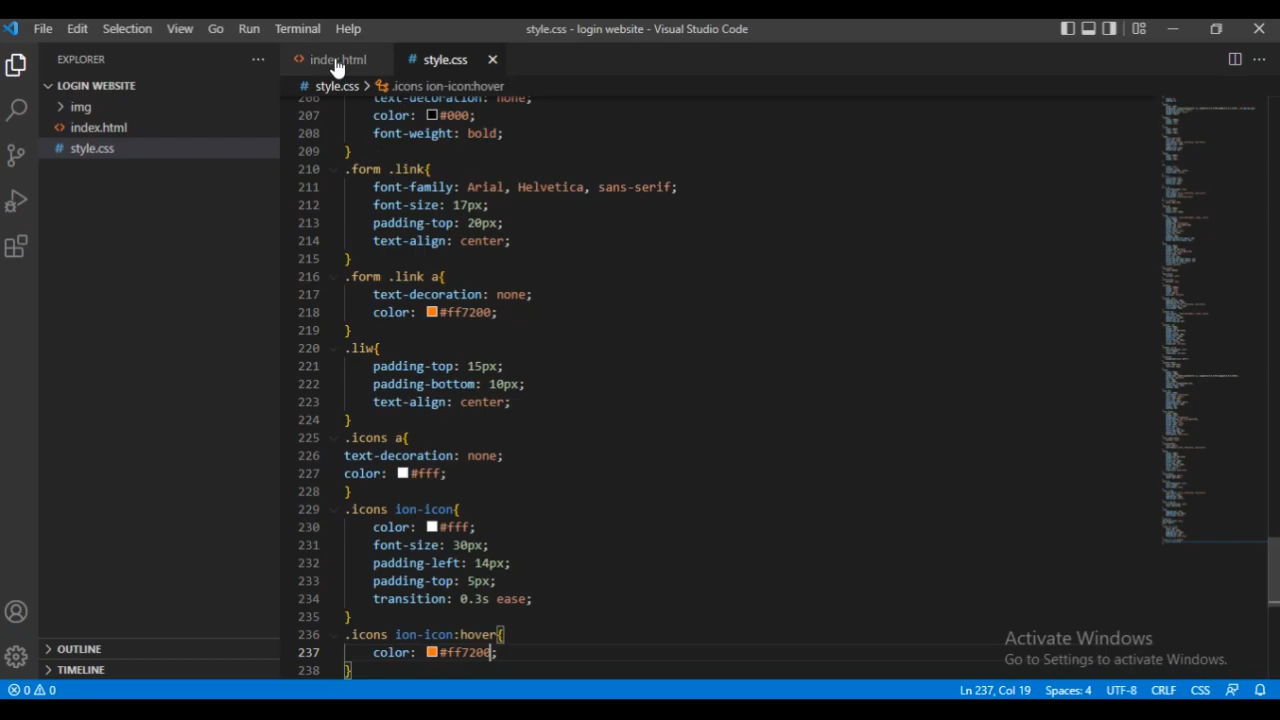 File Edit Selection View Go Run Terminal Help
style.css - login website - Visual Studio Code
EXPLORER
index.html
# style.css
LOGIN WEBSITE
img
index.html
# style.css
OUTLINE
TIMELINE
# style.css > .icons ion-icon:hover
206 text-decoration: none;
207 color: #000;
208 font-weight: bold;
209 }
210 .form .link{
211 font-family: Arial, Helvetica, sans-serif;
212 font-size: 17px;
213 padding-top: 20px;
214 text-align: center;
215 }
216 .form .link a{
217 text-decoration: none;
218 color: #ff7200;
219 }
220 .liw{
221 padding-top: 15px;
222 padding-bottom: 10px;
223 text-align: center;
224 }
225 .icons a{
226 text-decoration: none;
227 color: #fff;
228 }
229 .icons ion-icon{
230 color: #fff;
231 font-size: 30px;
232 padding-left: 14px;
233 padding-top: 5px;
234 transition: 0.3s ease;
235 }
236 .icons ion-icon:hover{
237 color: #ff7200;
238 }
Activate Windows
Go to Settings to activate Windows.
0 0
Ln 237, Col 19 Spaces: 4 UTF-8 CRLF CSS